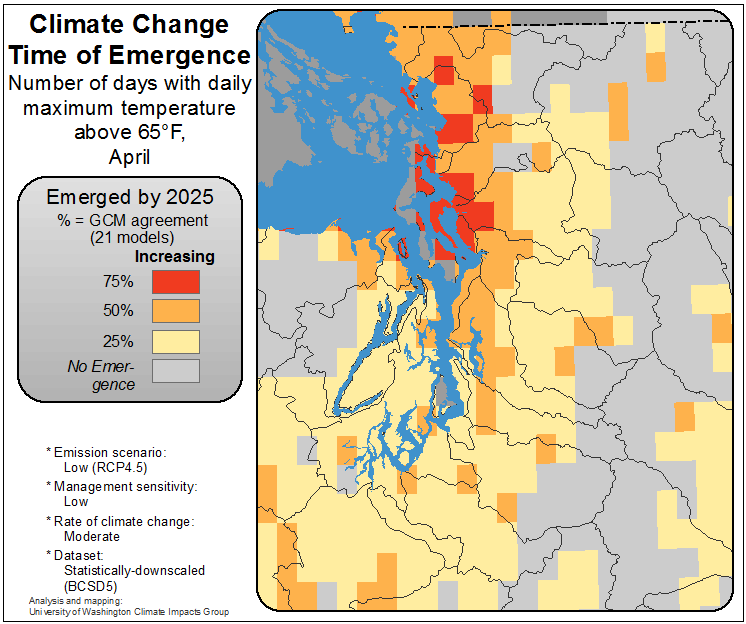 Climate Change
Time of Emergence
Number of days with daily
maximum temperature
above 65°F,
April
Emerged by 2025
% = GCM agreement
(21 models)
Increasing
75%
50%
25%
No Emer-
gence
* Emission scenario:
Low (RCP4.5)
* Management sensitivity:
Low
* Rate of climate change:
Moderate
* Dataset:
Statistically-downscaled
(BCSD5)
Analysis and mapping:
University of Washington Climate Impacts Group